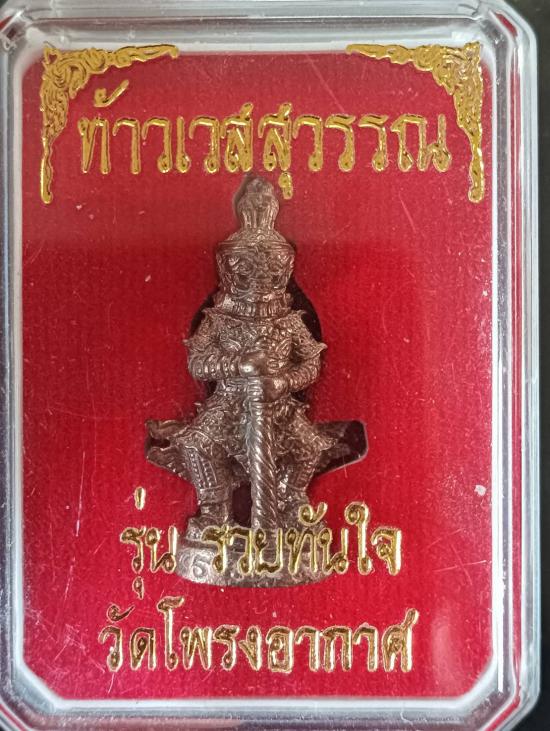 ท้าวเวสสุวรรณ
รุ่น รวยทันใจ
วัดโพรงอากาศ